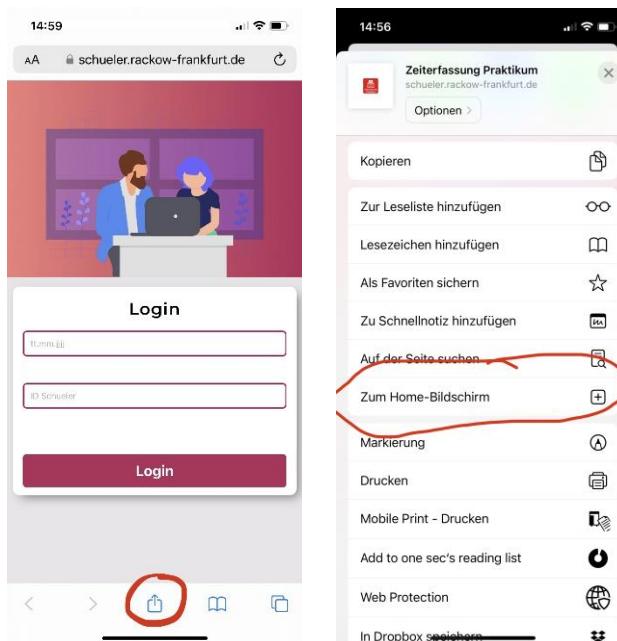 14:59
AA schueler.rackow-frankfurt.de
Login
tt.mm.jjjj
ID Schueler
Login
14:56
Zeiterfassung Praktikum
schueler.rackow-frankfurt.de
Optionen >
Kopieren
Zur Leseliste hinzufügen
Lesezeichen hinzufügen
Als Favoriten sichern
Zu Schnellnotiz hinzufügen
Auf der Seite suchen
Zum Home-Bildschirm
Markierung
Drucken
Mobile Print - Drucken
Add to one sec's reading list
Web Protection
In Dropbox speichern